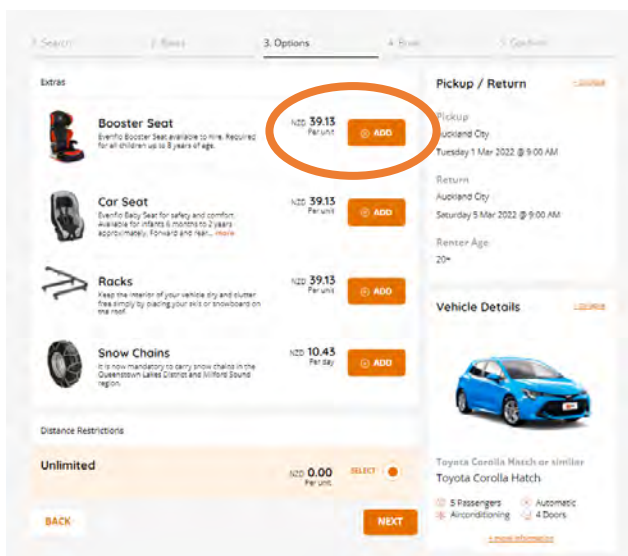 1. Search
3. Options
Extras
Booster Seat
Evenflo Booster Seat available to hire. Required
for all children up to 8 years of age.
NZD 39.13
Per unit
ADD
Car Seat
Evenflo Baby Seat for safety and comfort.
Available for infants 6 months to 2 years
approximately. Forward and rear... more
NZD 39.13
Per unit
ADD
Racks
Keep the interior of your vehicle dry and clutter
free simply by placing your skis or snowboard on
the roof.
NZD 39.13
Per unit
ADD
Snow Chains
It is now mandatory to carry snow chains in the
Queenstown Lakes District and Milford Sound
region.
NZD 10.43
Per day
ADD
Distance Restrictions
Unlimited
NZD 0.00
Per unit
SELECT
BACK
NEXT
Pickup / Return
Pickup
Auckland City
Tuesday 1 Mar 2022 @ 9:00 AM
Return
Auckland City
Saturday 5 Mar 2022 @ 9:00 AM
Renter Age
20+
Vehicle Details
Toyota Corolla Hatch or similar
Toyota Corolla Hatch
5 Passengers
Automatic
Airconditioning
4 Doors
+ more information